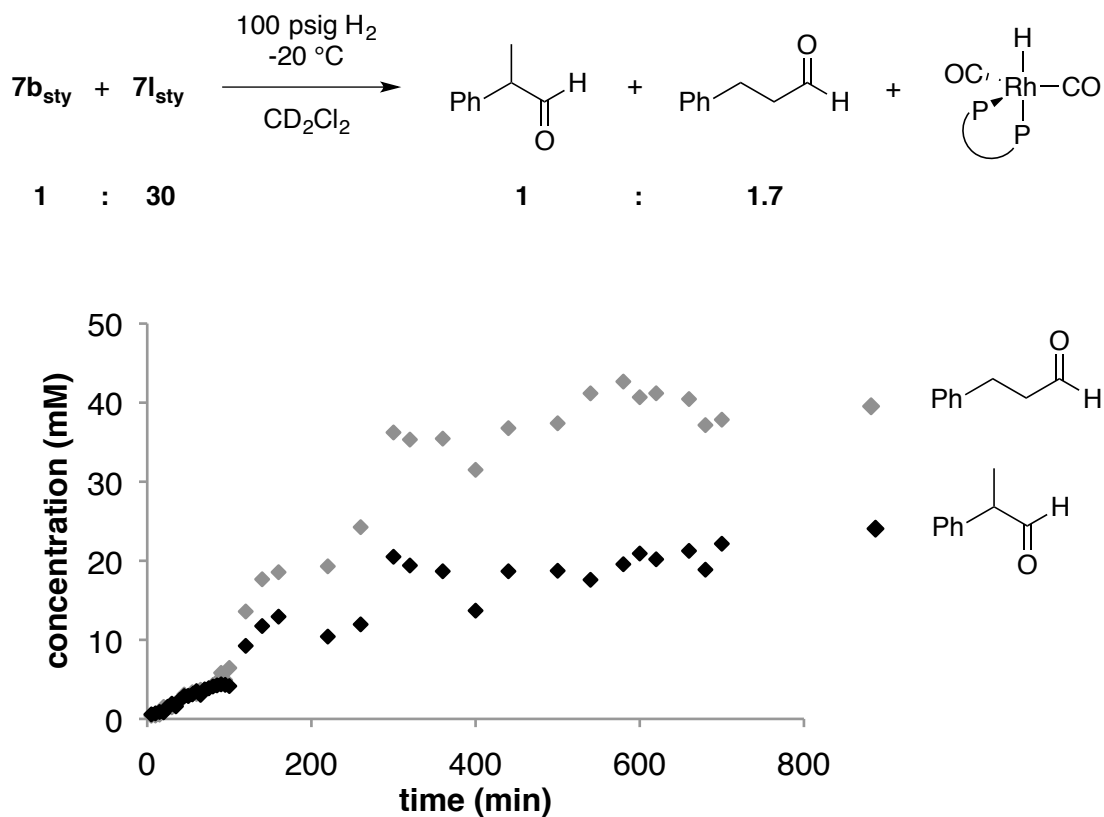 100 psig H2
-20 °C
7bsty + 7lsty
CD2Cl2
Ph
H
O
+
Ph
O
H
+
H
OC
Rh
CO
P
P
1 : 30
1 : 1.7
concentration (mM)
50
40
30
20
10
0
0 200 400 600 800
time (min)
O
Ph
H
Ph
H
O